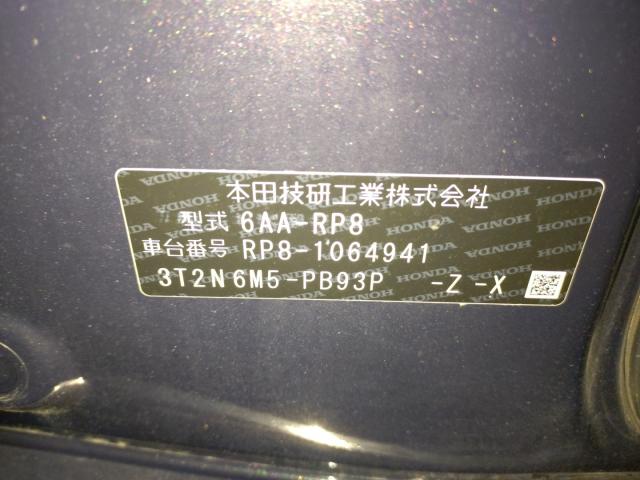 本田技研工業株式会社
型式 6AA-RP8
車台番号 RP8-1064941
3T2N6M5-PB93P -Z-X